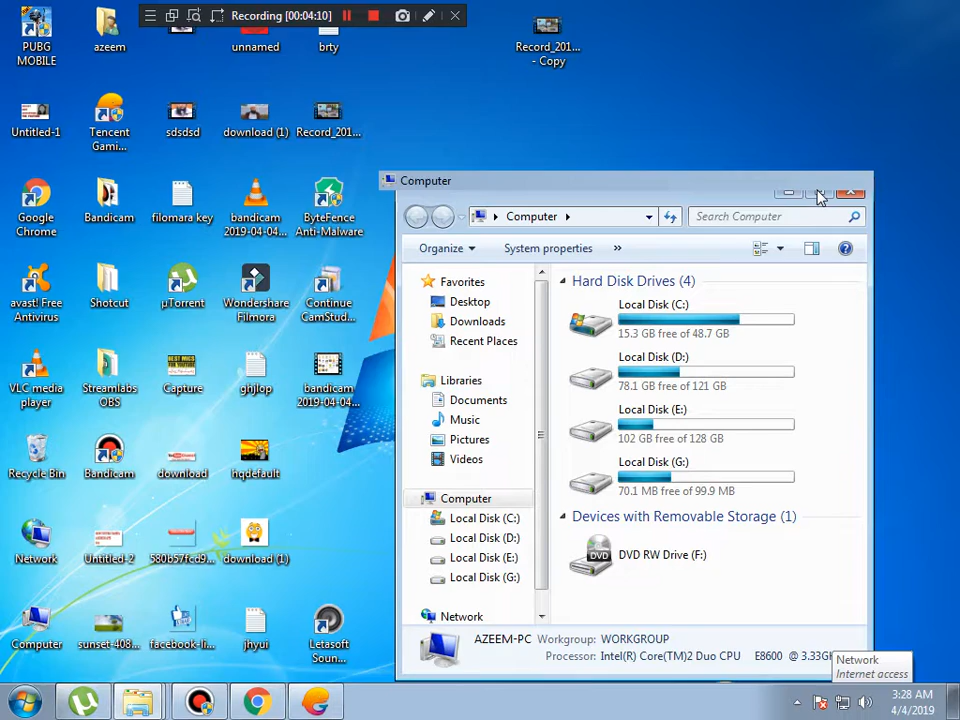 Recording [00:04:10]
PUBG
MOBILE
azeem
unnamed
brty
Record_201...
- Copy
Untitled-1
Tencent
Gami...
sdsdsd
download (1)
Record_201...
Google
Chrome
Bandicam
filomara key
bandicam
2019-04-04...
ByteFence
Anti-Malware
avast! Free
Antivirus
Shotcut
µTorrent
Wondershare
Filmora
Continue
CamStud...
VLC media
player
Streamlabs
OBS
Capture
ghjlop
bandicam
2019-04-04...
Recycle Bin
Bandicam
download
hqdefault
Network
Untitled-2
580b57fcd9...
download (1)
Computer
sunset-408...
facebook-li...
jhyui
Letasoft
Soun...
Computer
Computer
Search Computer
Organize
System properties
»
Favorites
Desktop
Downloads
Recent Places
Libraries
Documents
Music
Pictures
Videos
Computer
Local Disk (C:)
Local Disk (D:)
Local Disk (E:)
Local Disk (G:)
Network
Hard Disk Drives (4)
Local Disk (C:)
15.3 GB free of 48.7 GB
Local Disk (D:)
78.1 GB free of 121 GB
Local Disk (E:)
102 GB free of 128 GB
Local Disk (G:)
70.1 MB free of 99.9 MB
Devices with Removable Storage (1)
DVD
DVD RW Drive (F:)
AZEEM-PC Workgroup: WORKGROUP
Processor: Intel(R) Core(TM)2 Duo CPU E8600 @ 3.33G
Network
Internet access
3:28 AM
4/4/2019